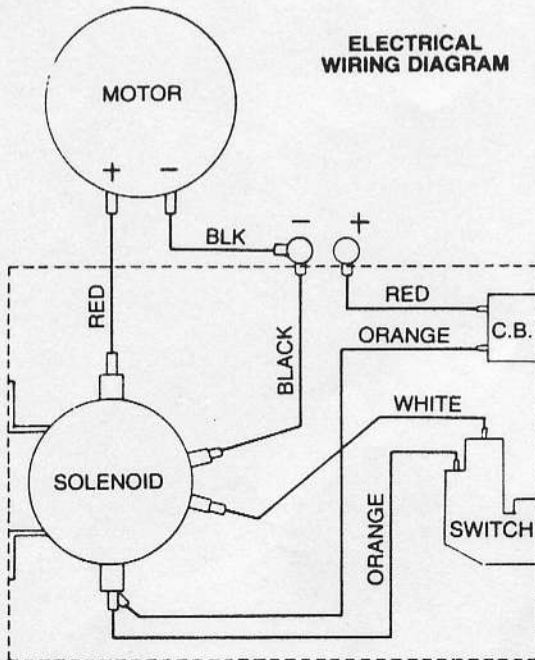 ELECTRICAL
WIRING DIAGRAM
MOTOR
+ −
− +
BLK
RED
RED
C.B.
ORANGE
BLACK
WHITE
SOLENOID
ORANGE
SWITCH